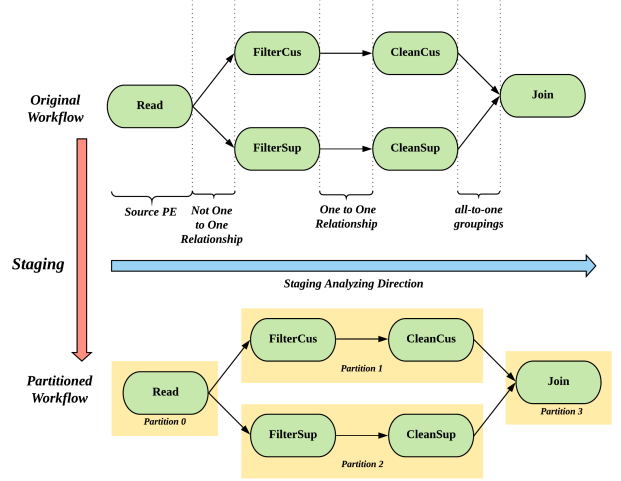 FilterCus
CleanCus
Original
Workflow
Read
Join
FilterSup
CleanSup
Source PE
Not One
to One
Relationship
One to One
Relationship
all-to-one
groupings
Staging
Staging Analyzing Direction
FilterCus
CleanCus
Partition 1
Partitioned
Workflow
Read
Partition 0
Join
Partition 3
FilterSup
CleanSup
Partition 2